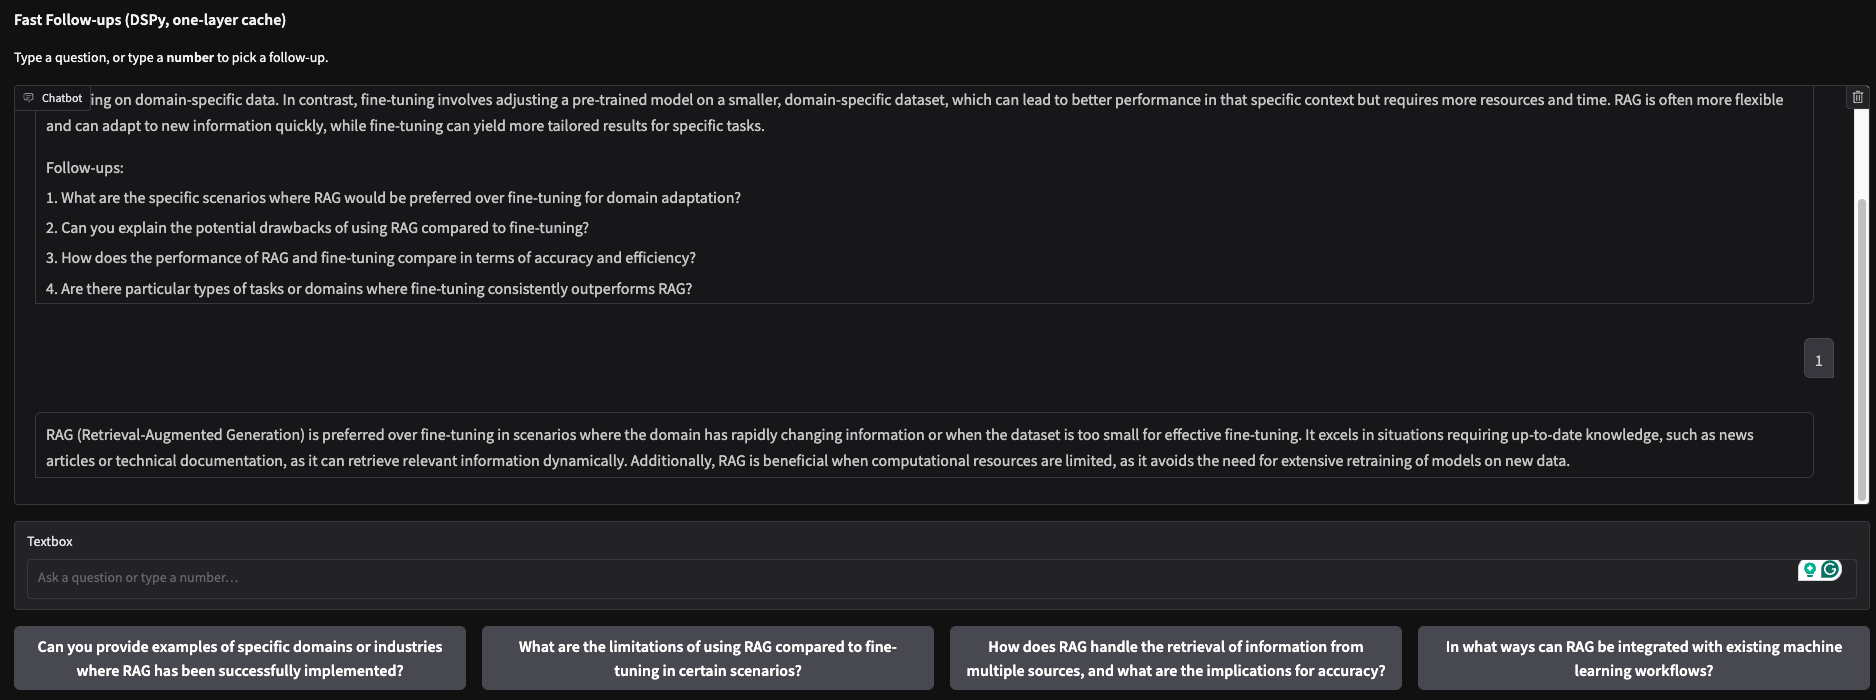 Fast Follow-ups (DSPy, one-layer cache)
Type a question, or type a number to pick a follow-up.
Chatbot
ing on domain-specific data. In contrast, fine-tuning involves adjusting a pre-trained model on a smaller, domain-specific dataset, which can lead to better performance in that specific context but requires more resources and time. RAG is often more flexible
and can adapt to new information quickly, while fine-tuning can yield more tailored results for specific tasks.
Follow-ups:
1. What are the specific scenarios where RAG would be preferred over fine-tuning for domain adaptation?
2. Can you explain the potential drawbacks of using RAG compared to fine-tuning?
3. How does the performance of RAG and fine-tuning compare in terms of accuracy and efficiency?
4. Are there particular types of tasks or domains where fine-tuning consistently outperforms RAG?
1
RAG (Retrieval-Augmented Generation) is preferred over fine-tuning in scenarios where the domain has rapidly changing information or when the dataset is too small for effective fine-tuning. It excels in situations requiring up-to-date knowledge, such as news
articles or technical documentation, as it can retrieve relevant information dynamically. Additionally, RAG is beneficial when computational resources are limited, as it avoids the need for extensive retraining of models on new data.
Textbox
Ask a question or type a number...
Can you provide examples of specific domains or industries
where RAG has been successfully implemented?
What are the limitations of using RAG compared to fine-
tuning in certain scenarios?
How does RAG handle the retrieval of information from
multiple sources, and what are the implications for accuracy?
In what ways can RAG be integrated with existing machine
learning workflows?